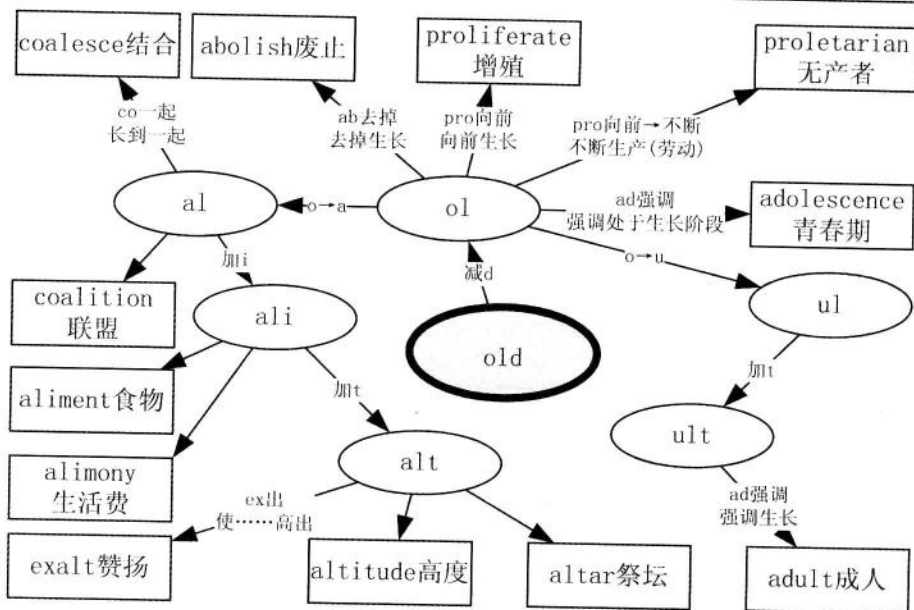 coalesce结合
abolish废止
proliferate
增殖
proletarian
无产者
co一起
长到一起
ab去掉
去掉生长
pro向前
向前生长
pro向前→不断
不断生产(劳动)
al
o→a
ol
ad强调
强调处于生长阶段
adolescence
青春期
加i
减d
o→u
coalition
联盟
ali
old
ul
aliment食物
加t
加t
alimony
生活费
alt
ult
ex出
使……高出
ad强调
强调生长
exalt赞扬
altitude高度
altar祭坛
adult成人